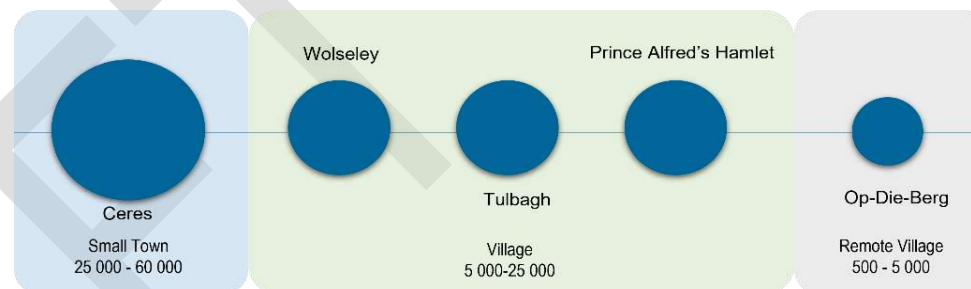 Wolseley
Prince Alfred's Hamlet
Ceres
Tulbagh
Op-Die-Berg
Small Town
25 000 - 60 000
Village
5 000-25 000
Remote Village
500 - 5 000